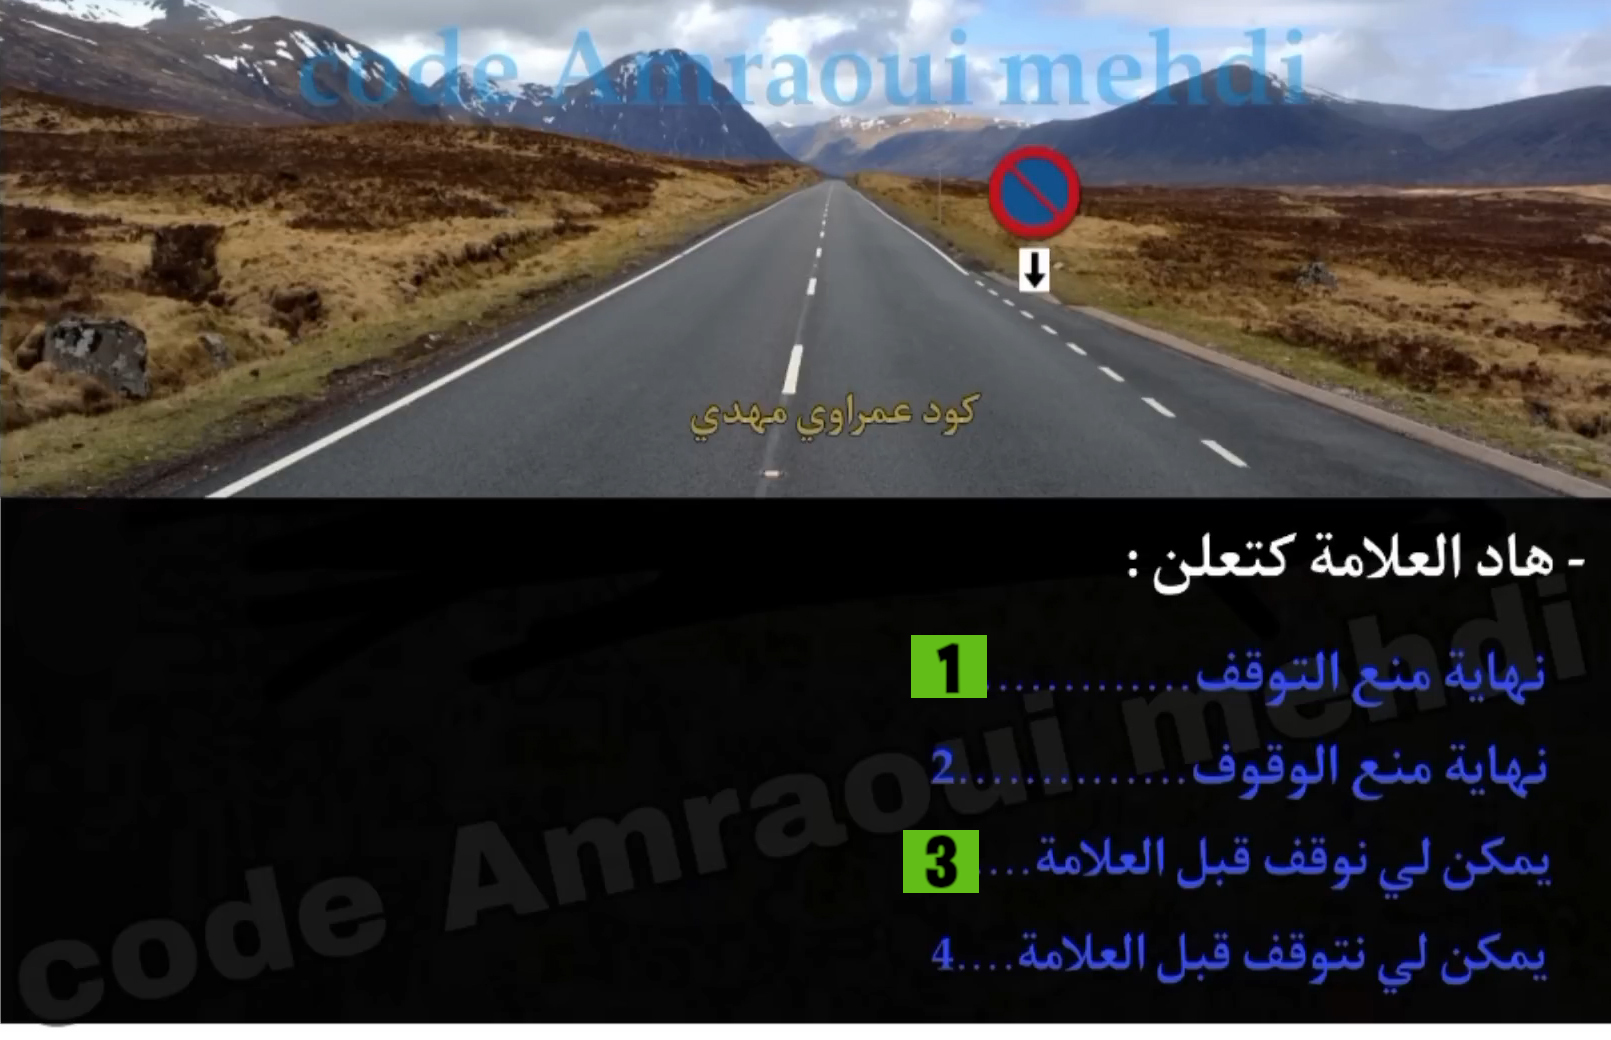 code Amraoui mehdi
كود عمراوي مهدي
- هاد العلامة كتعلن :
نهاية منع التوقف.............1
نهاية منع الوقوف..............2
يمكن لي نوقف قبل العلامة....3
يمكن لي نتوقف قبل العلامة....4
code Amraoui mehdi